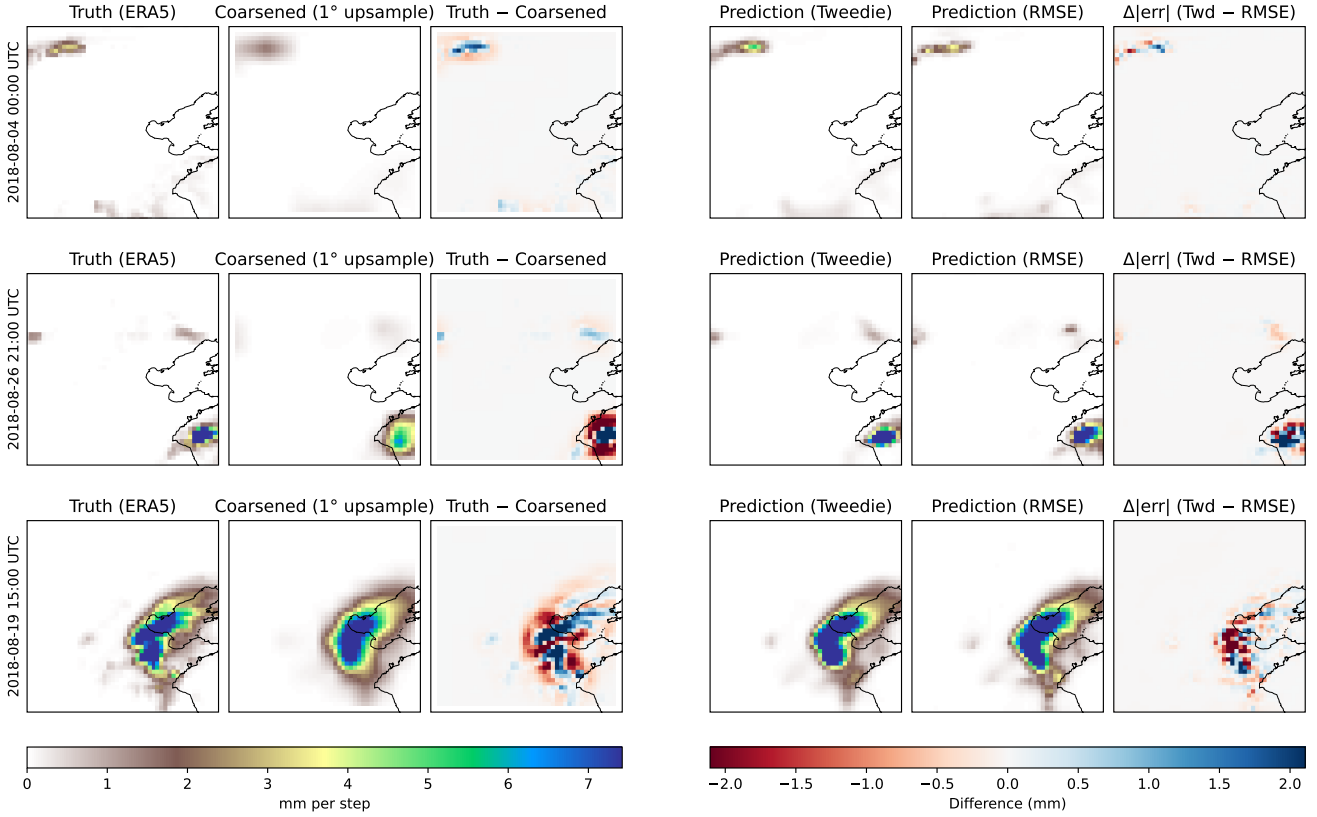 Truth (ERA5) Coarsened (1° upsample) Truth − Coarsened Prediction (Tweedie) Prediction (RMSE) Δ|err| (Twd − RMSE)
2018-08-04 00:00 UTC
Truth (ERA5) Coarsened (1° upsample) Truth − Coarsened Prediction (Tweedie) Prediction (RMSE) Δ|err| (Twd − RMSE)
2018-08-26 21:00 UTC
Truth (ERA5) Coarsened (1° upsample) Truth − Coarsened Prediction (Tweedie) Prediction (RMSE) Δ|err| (Twd − RMSE)
2018-08-19 15:00 UTC
0 1 2 3 4 5 6 7
mm per step
−2.0 −1.5 −1.0 −0.5 0.0 0.5 1.0 1.5 2.0
Difference (mm)